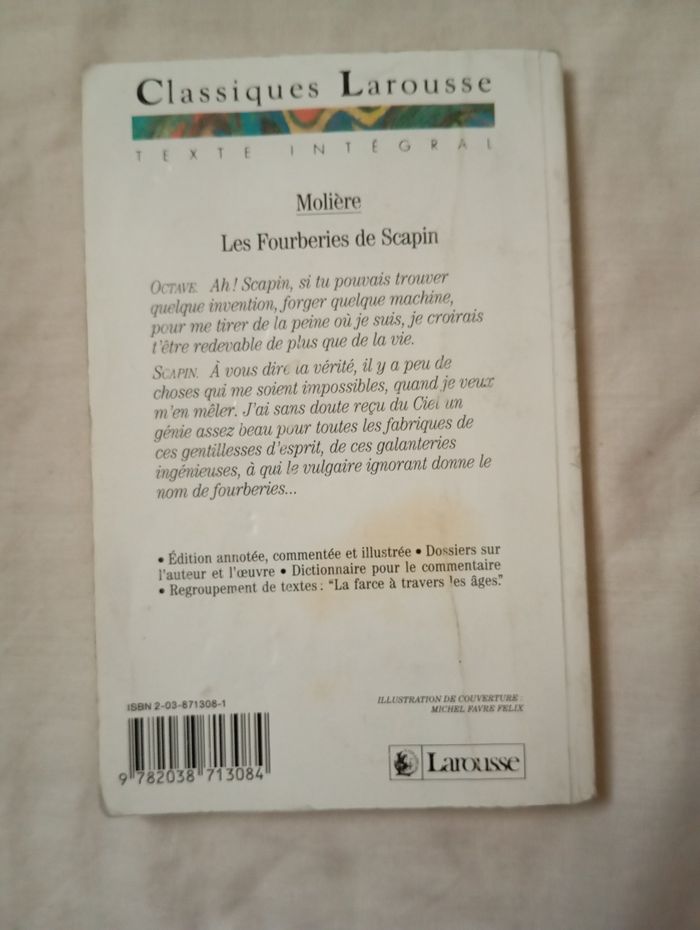 Classiques Larousse
TEXTE INTÉGRAL
Molière
Les Fourberies de Scapin
OCTAVE. Ah ! Scapin, si tu pouvais trouver
quelque invention, forger quelque machine,
pour me tirer de la peine où je suis, je croirais
t'être redevable de plus que de la vie.
SCAPIN. À vous dire la vérité, il y a peu de
choses qui me soient impossibles, quand je veux
m'en mêler. J'ai sans doute reçu du Ciel un
génie assez beau pour toutes les fabriques de
ces gentillesses d'esprit, de ces galanteries
ingénieuses, à qui le vulgaire ignorant donne le
nom de fourberies...
• Édition annotée, commentée et illustrée • Dossiers sur
l'auteur et l'œuvre • Dictionnaire pour le commentaire
• Regroupement de textes : "La farce à travers les âges."
ISBN 2-03-871308-1
ILLUSTRATION DE COUVERTURE :
MICHEL FAVRE FELIX
9 782038 713084
Larousse